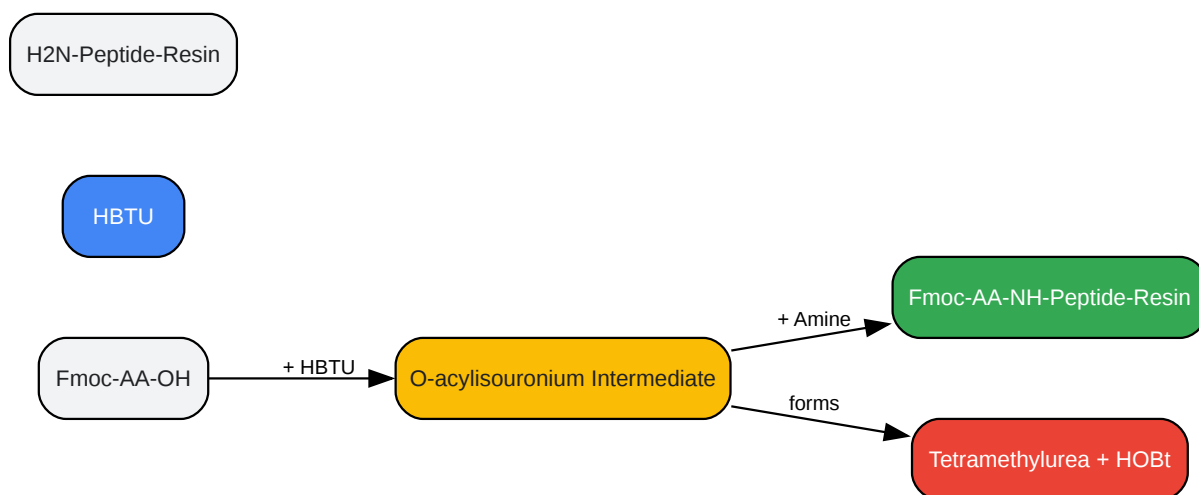 H2N-Peptide-Resin
HBTU
Fmoc-AA-OH
+ HBTU
O-acylisouronium Intermediate
+ Amine
Fmoc-AA-NH-Peptide-Resin
forms
Tetramethylurea + HOBt